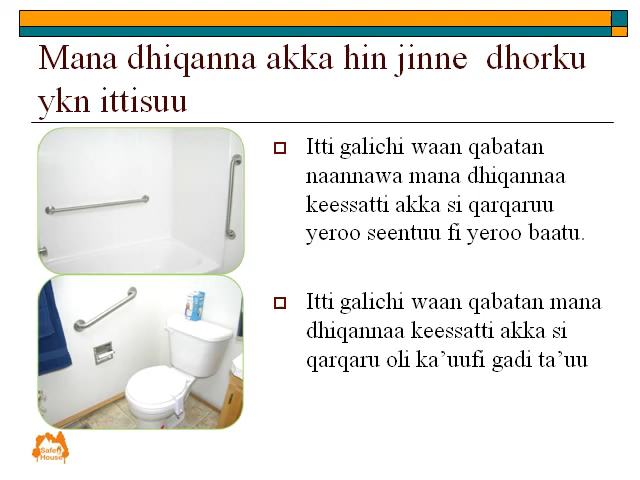 Mana dhiqanna akka hin jinne  dhorku
ykn ittisuu
Itti galichi waan qabatan
naannawa mana dhiqannaa
keessatti akka si qarqaruu
yeroo seentuu fi yeroo baatu.
Itti galichi waan qabatan mana
dhiqannaa keessatti akka si
qarqaru oli ka’uufi gadi ta’uu
Safe
House